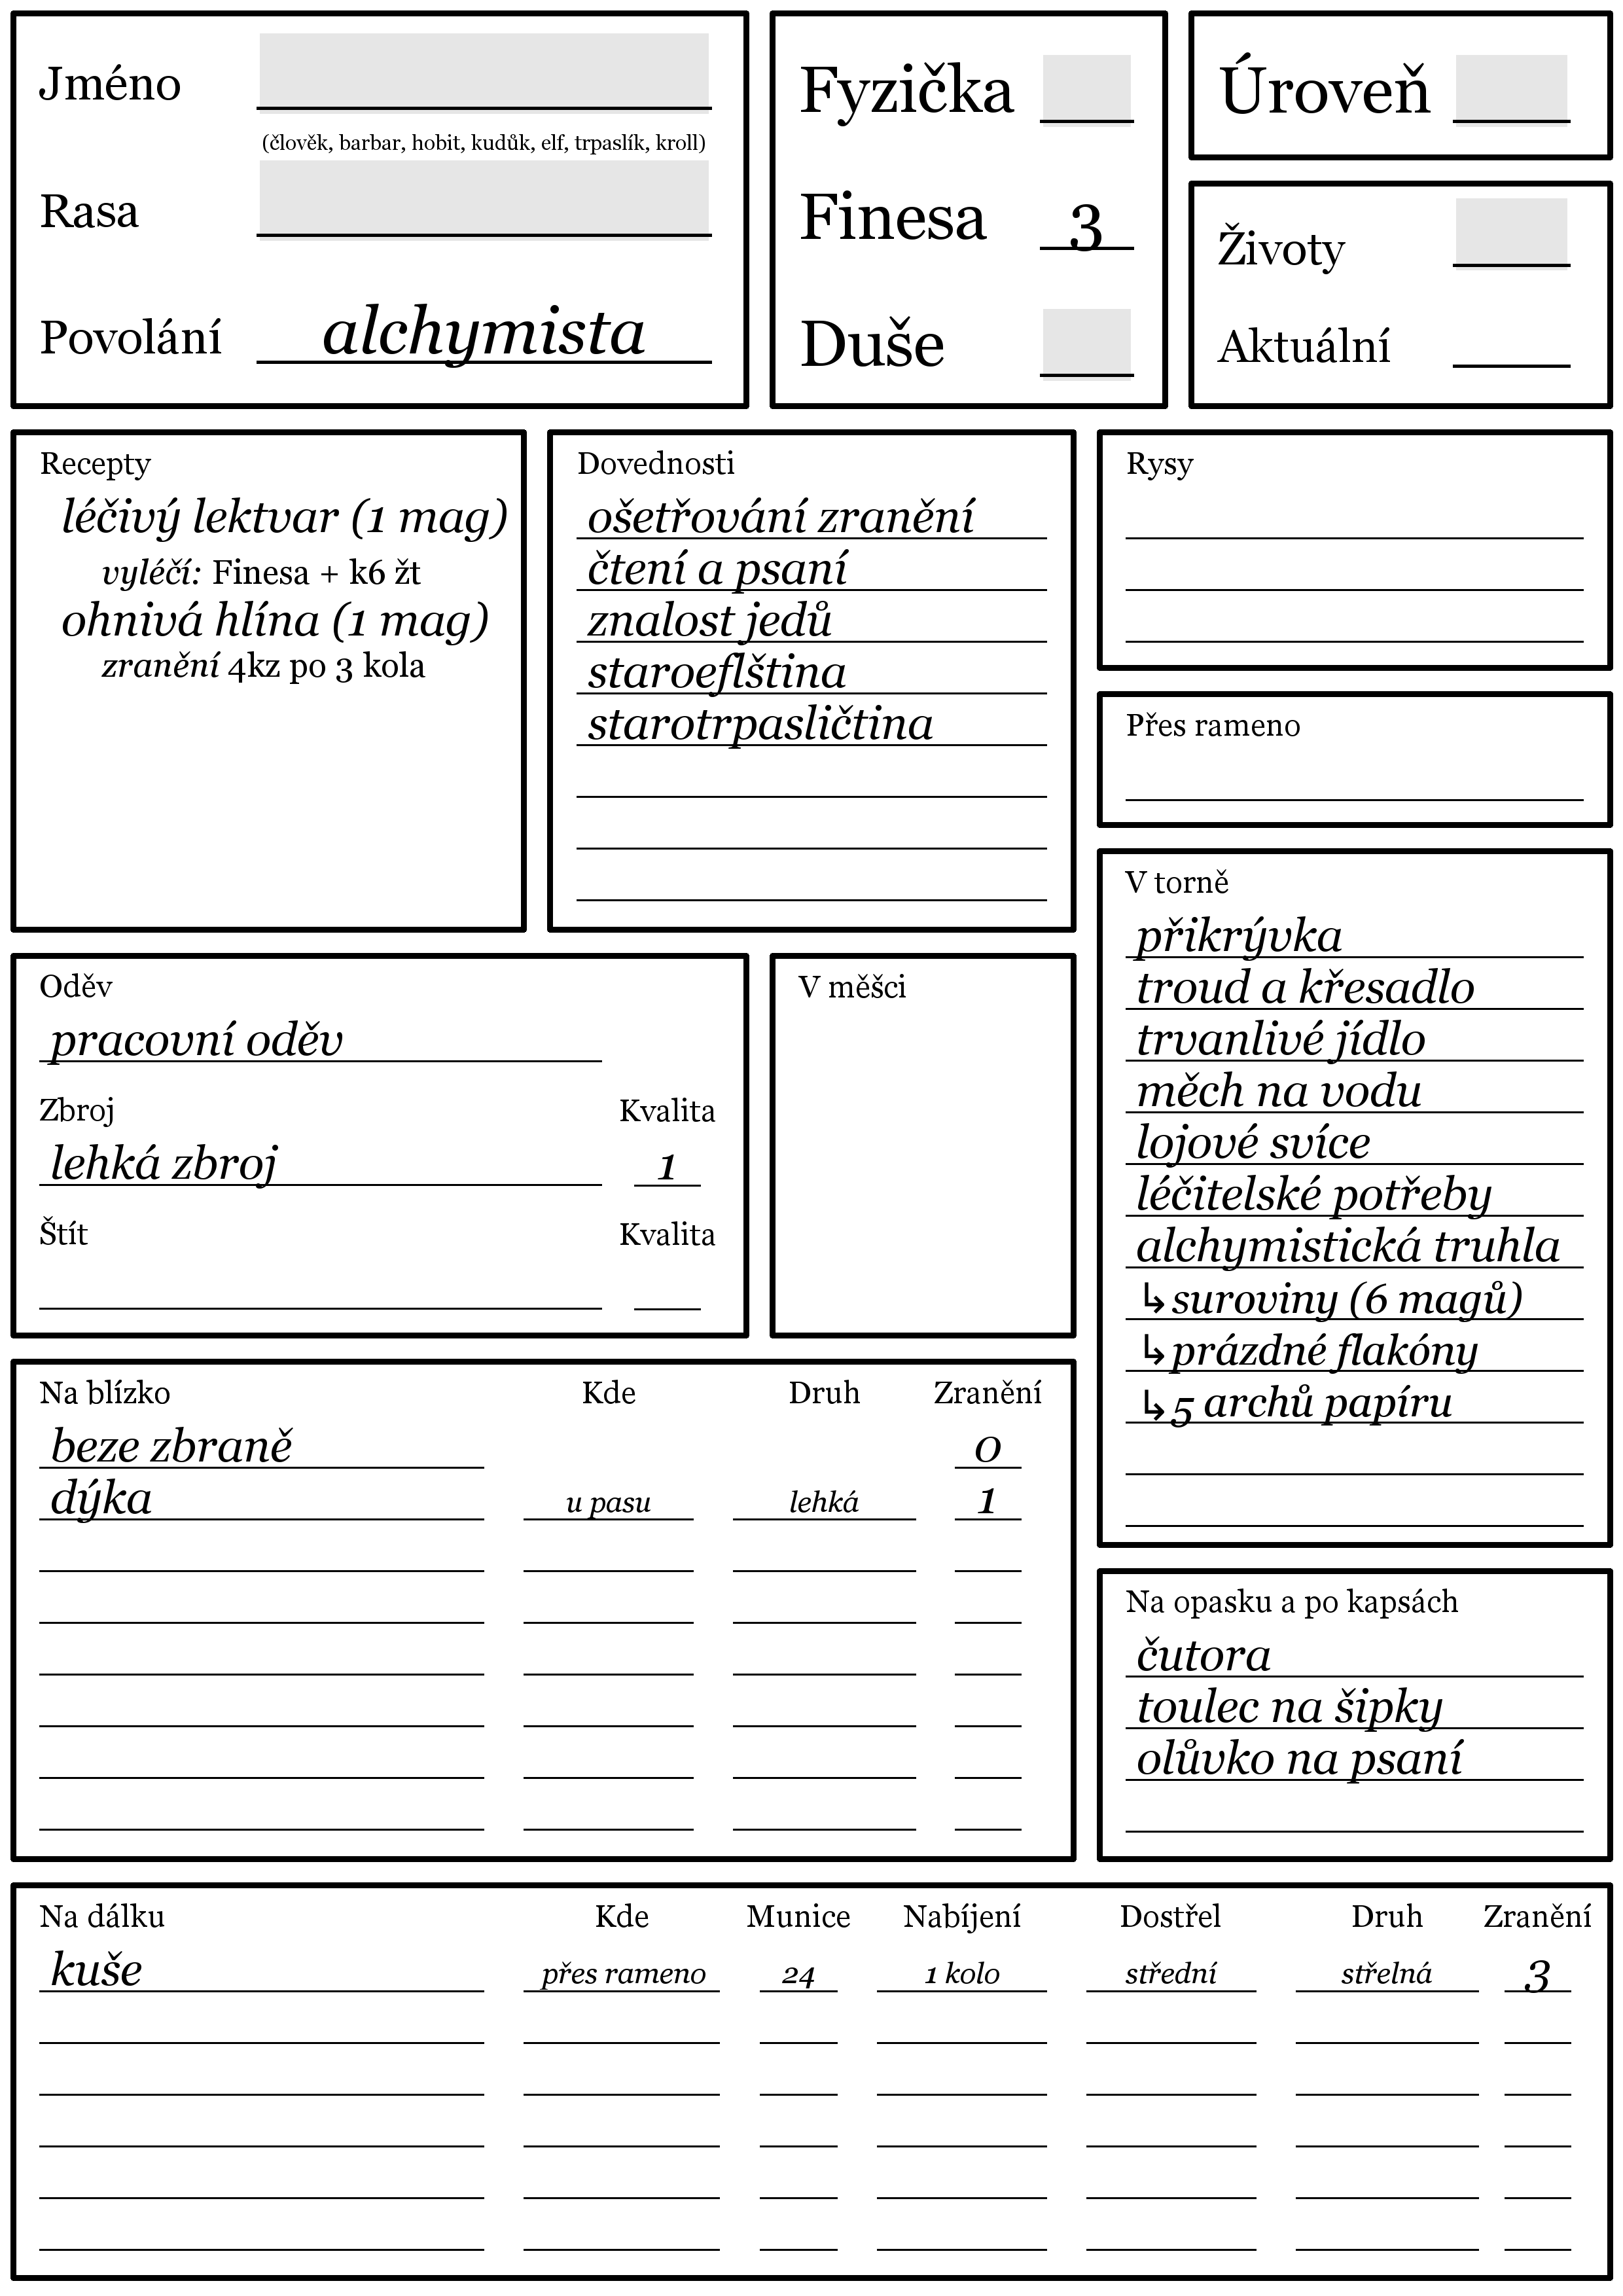 Jméno
(člověk, barbar, hobit, kudůk, elf, trpaslík, kroll)
Rasa
Povolání alchymista
Fyzička
Finesa 3
Duše
Úroveň
Životy
Aktuální
Recepty
léčivý lektvar (1 mag)
vyléčí: Finesa + k6 žt
ohnivá hlína (1 mag)
zranění 4kz po 3 kola
Dovednosti
ošetřování zranění
čtení a psaní
znalost jedů
staroeflština
starotrpasličtina
Rysy
Přes rameno
V torně
přikrývka
troud a křesadlo
trvanlivé jídlo
měch na vodu
lojové svíce
léčitelské potřeby
alchymistická truhla
↳suroviny (6 magů)
↳prázdné flakóny
↳5 archů papíru
Oděv
pracovní oděv
Zbroj Kvalita
lehká zbroj 1
Štít Kvalita
V měšci
Na blízko Kde Druh Zranění
beze zbraně 0
dýka u pasu lehká 1
Na opasku a po kapsách
čutora
toulec na šipky
olůvko na psaní
Na dálku Kde Munice Nabíjení Dostřel Druh Zranění
kuše přes rameno 24 1 kolo střední střelná 3